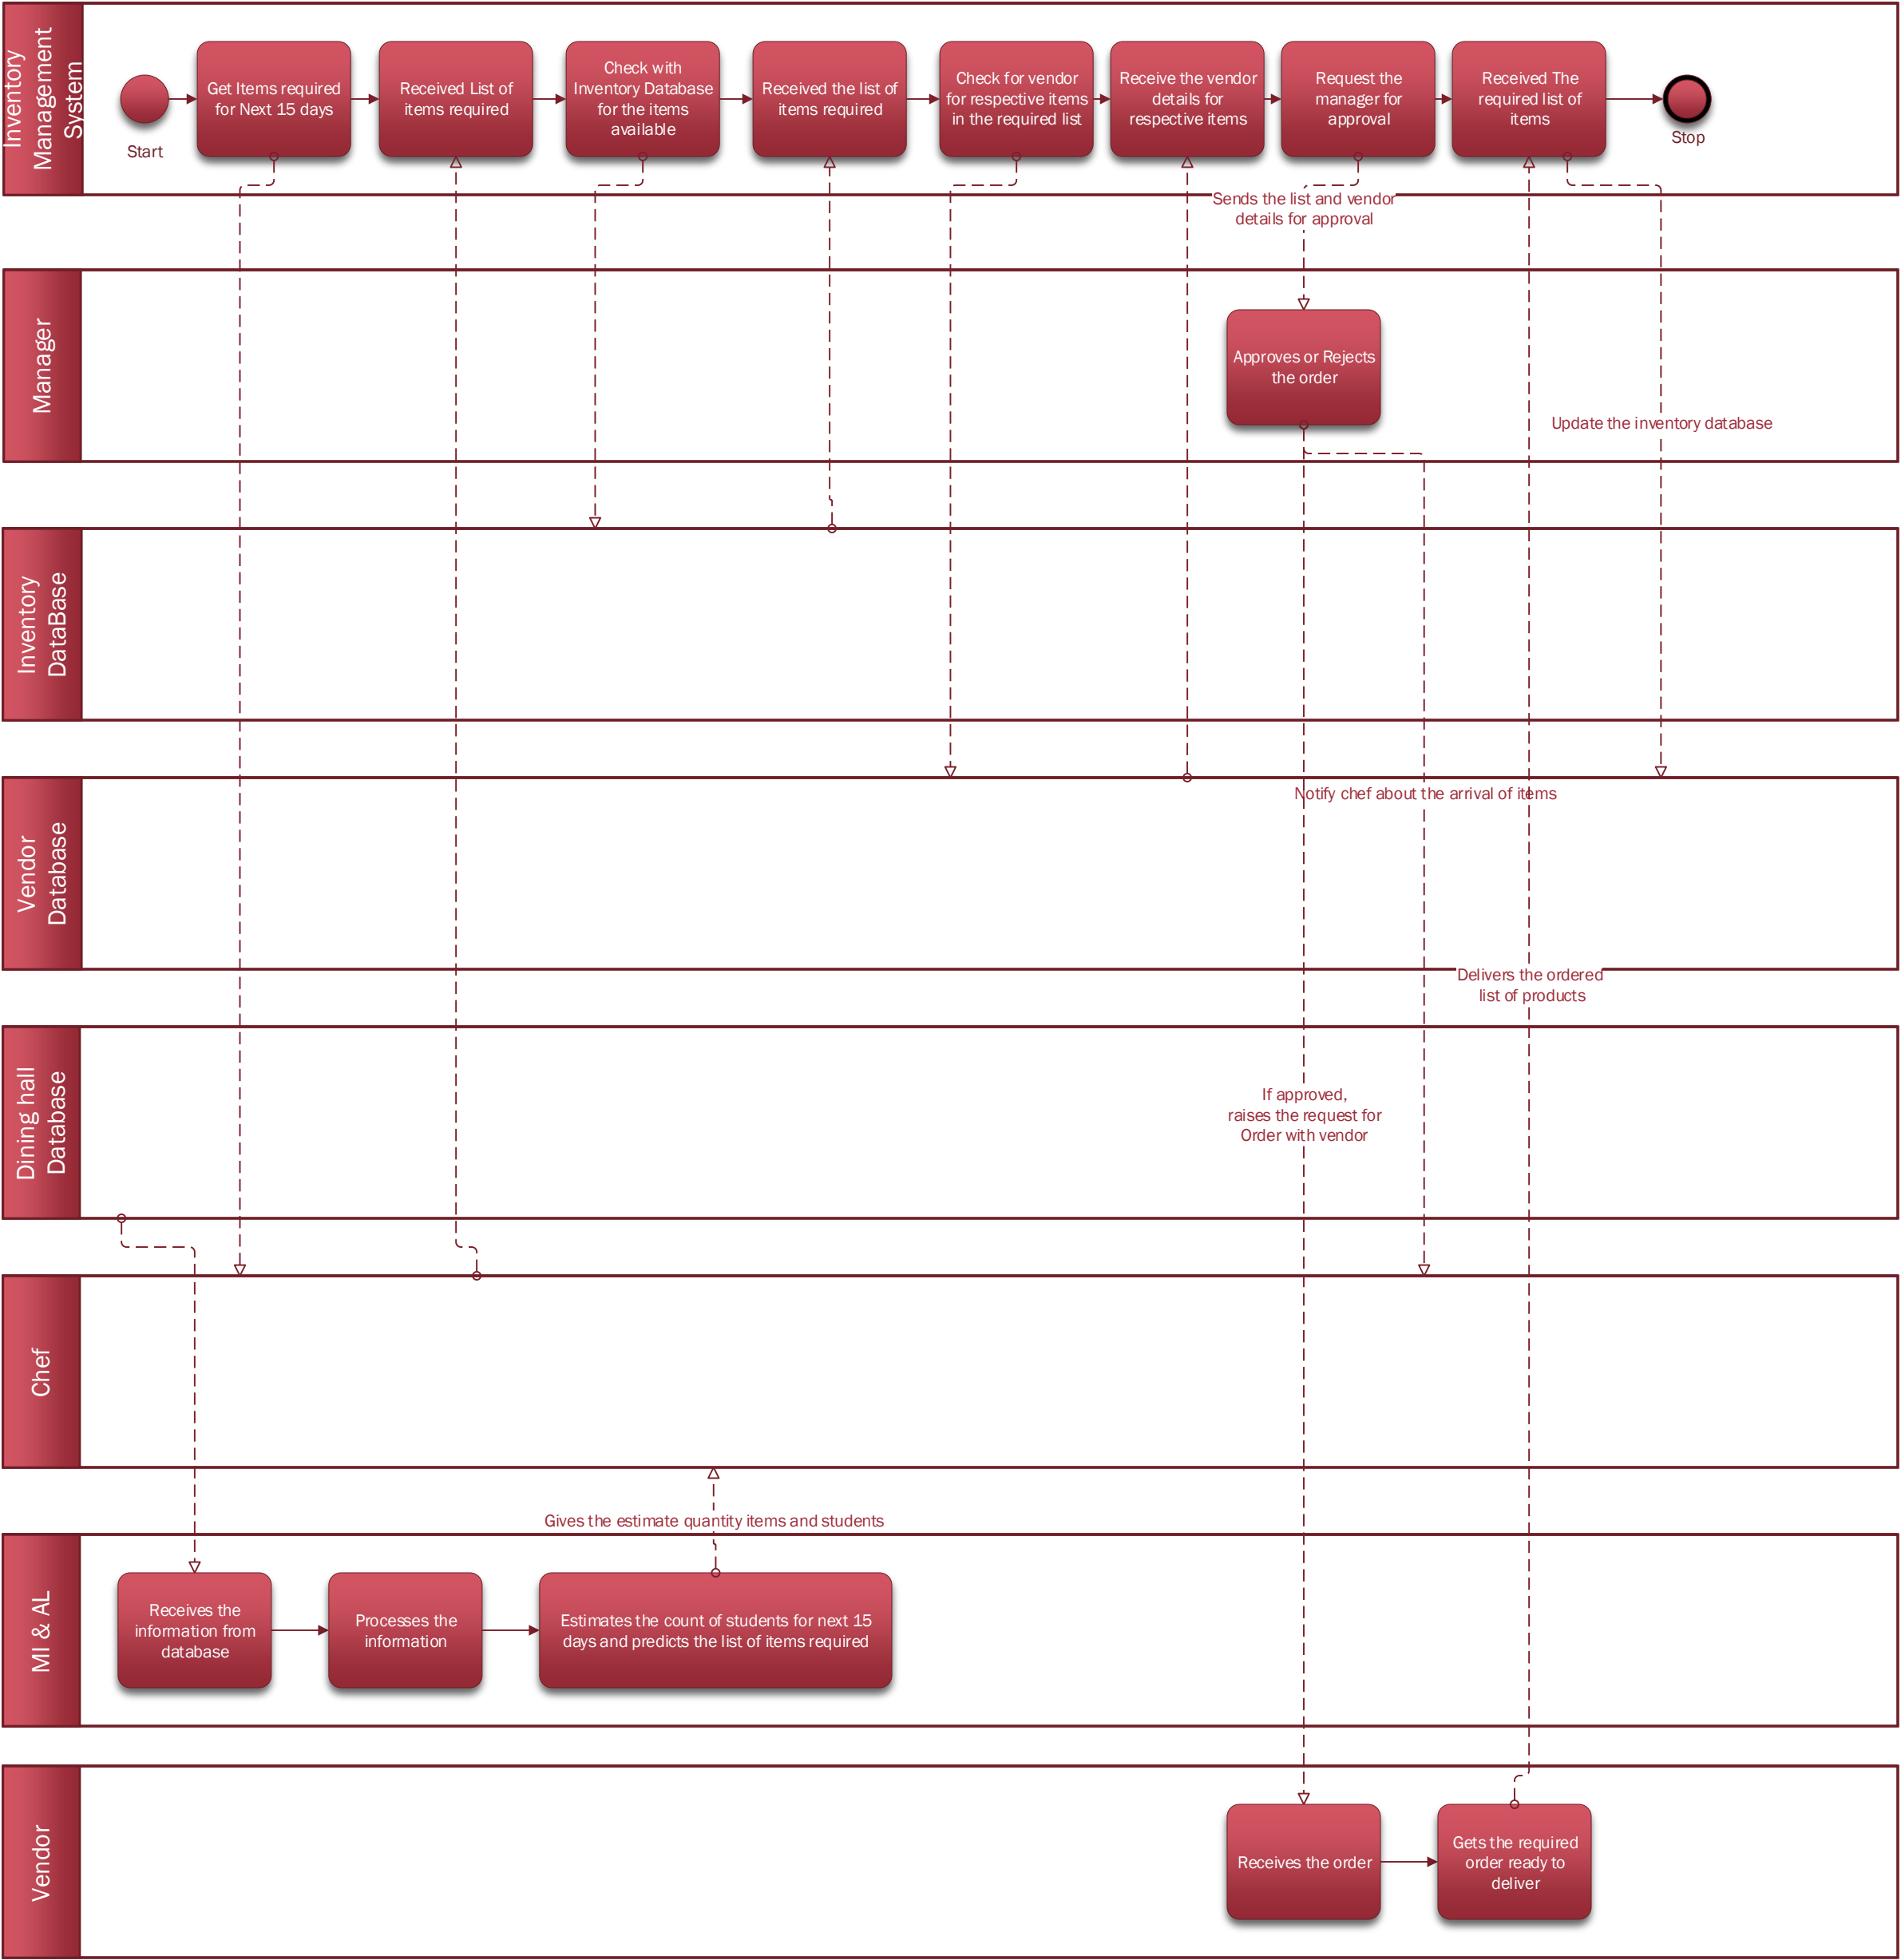 Inventory
Management
System
Start
Get Items required
for Next 15 days
Received List of
items required
Check with
Inventory Database
for the items
available
Received the list of
items required
Check for vendor
for respective items
in the required list
Receive the vendor
details for
respective items
Request the
manager for
approval
Received The
required list of
items
Stop
Sends the list and vendor
details for approval
Manager
Approves or Rejects
the order
Update the inventory database
Inventory
DataBase
Vendor
Database
Notify chef about the arrival of items
Delivers the ordered
list of products
Dining hall
Database
If approved,
raises the request for
Order with vendor
Chef
Gives the estimate quantity items and students
MI & AL
Receives the
information from
database
Processes the
information
Estimates the count of students for next 15
days and predicts the list of items required
Vendor
Receives the order
Gets the required
order ready to
deliver